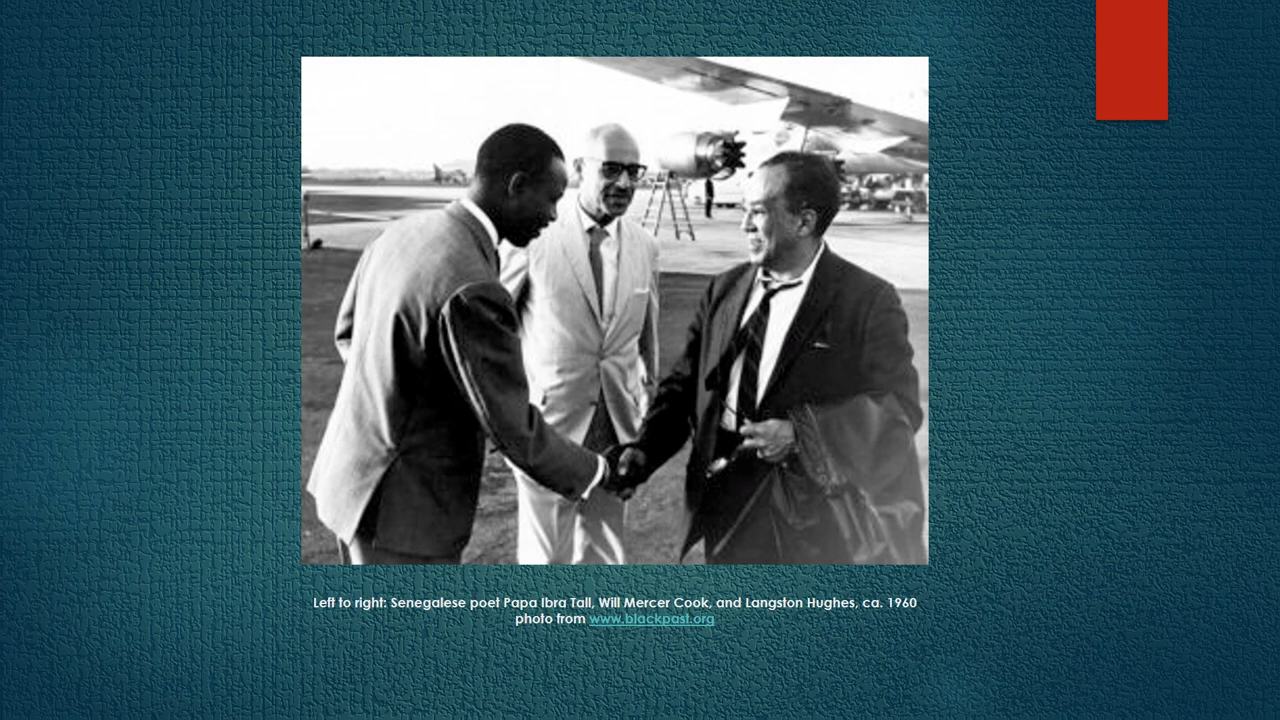 Left to right: Senegalese poet Papa Ibra Tall, Will Mercer Cook, and Langston Hughes, ca. 1960
photo from www.blackpast.org